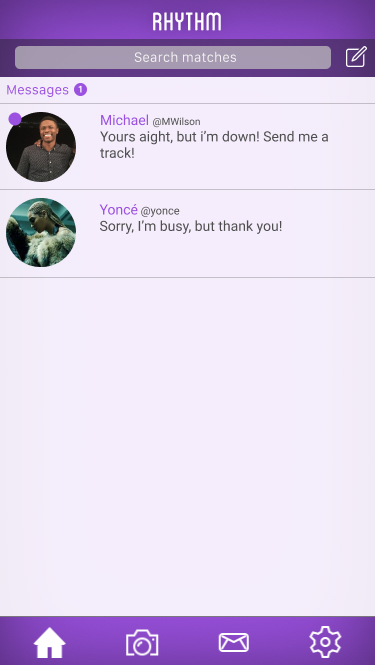 RHYTHM
Search matches
Messages 1
Michael @MWilson
Yours aight, but i’m down! Send me a
track!
Yoncé @yonce
Sorry, I’m busy, but thank you!